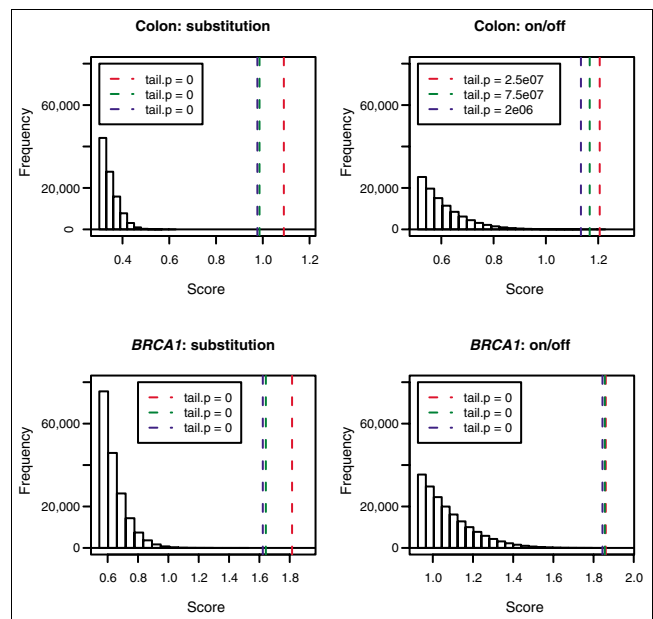 Colon: substitution
Frequency
60,000
20,000
0
tail.p = 0
tail.p = 0
tail.p = 0
0.4 0.6 0.8 1.0 1.2
Score
Colon: on/off
Frequency
60,000
20,000
0
tail.p = 2.5e07
tail.p = 7.5e07
tail.p = 2e06
0.6 0.8 1.0 1.2
Score
BRCA1: substitution
Frequency
60,000
20,000
0
tail.p = 0
tail.p = 0
tail.p = 0
0.6 0.8 1.0 1.2 1.4 1.6 1.8
Score
BRCA1: on/off
Frequency
60,000
20,000
0
tail.p = 0
tail.p = 0
tail.p = 0
1.0 1.2 1.4 1.6 1.8 2.0
Score